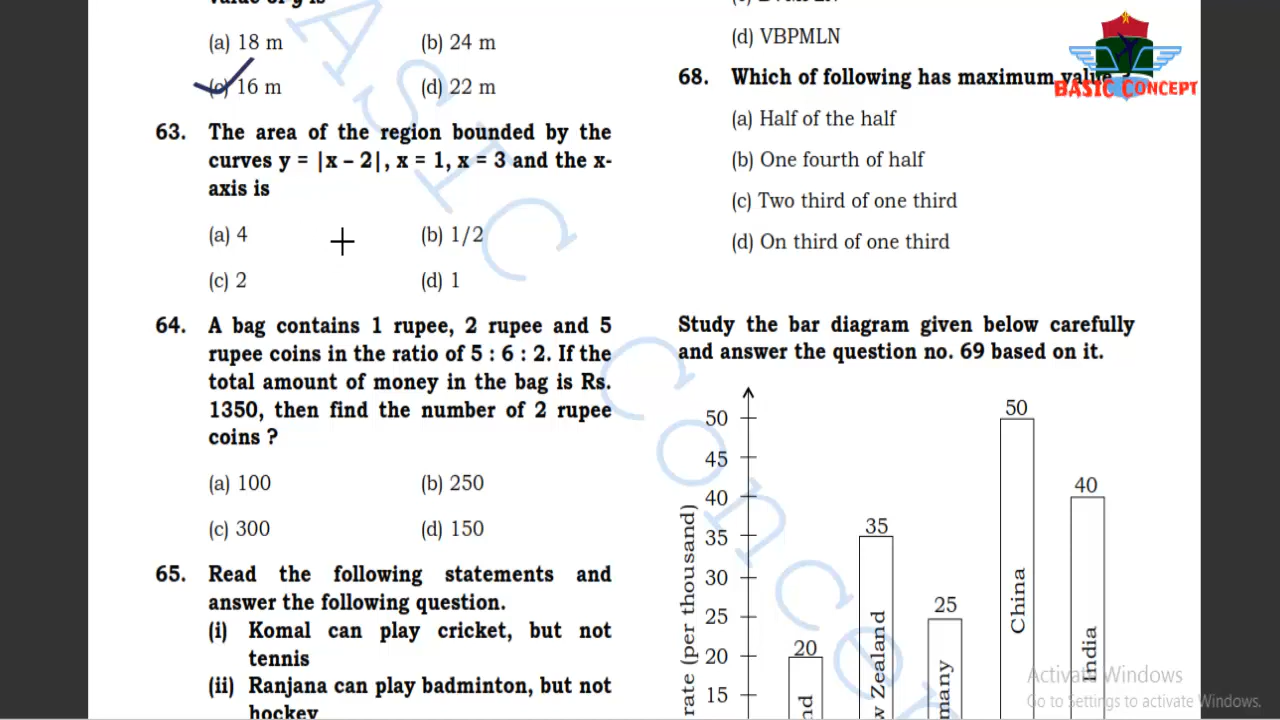 (a) 18 m
(b) 24 m
(c) 16 m
(d) 22 m
63. The area of the region bounded by the
curves y = |x – 2|, x = 1, x = 3 and the x-
axis is
(a) 4
(b) 1/2
(c) 2
(d) 1
64. A bag contains 1 rupee, 2 rupee and 5
rupee coins in the ratio of 5 : 6 : 2. If the
total amount of money in the bag is Rs.
1350, then find the number of 2 rupee
coins ?
(a) 100
(b) 250
(c) 300
(d) 150
65. Read the following statements and
answer the following question.
(i) Komal can play cricket, but not
tennis
(ii) Ranjana can play badminton, but not
hockey
(d) VBPMLN
68. Which of following has maximum value ?
(a) Half of the half
(b) One fourth of half
(c) Two third of one third
(d) On third of one third
Study the bar diagram given below carefully
and answer the question no. 69 based on it.
50
45
40
35
30
25
20
15
rate (per thousand)
20
35
Zealand
25
50
China
40
India
BASIC CONCEPT
ASIC Concep
Activate Windows
Go to Settings to activate Windows.